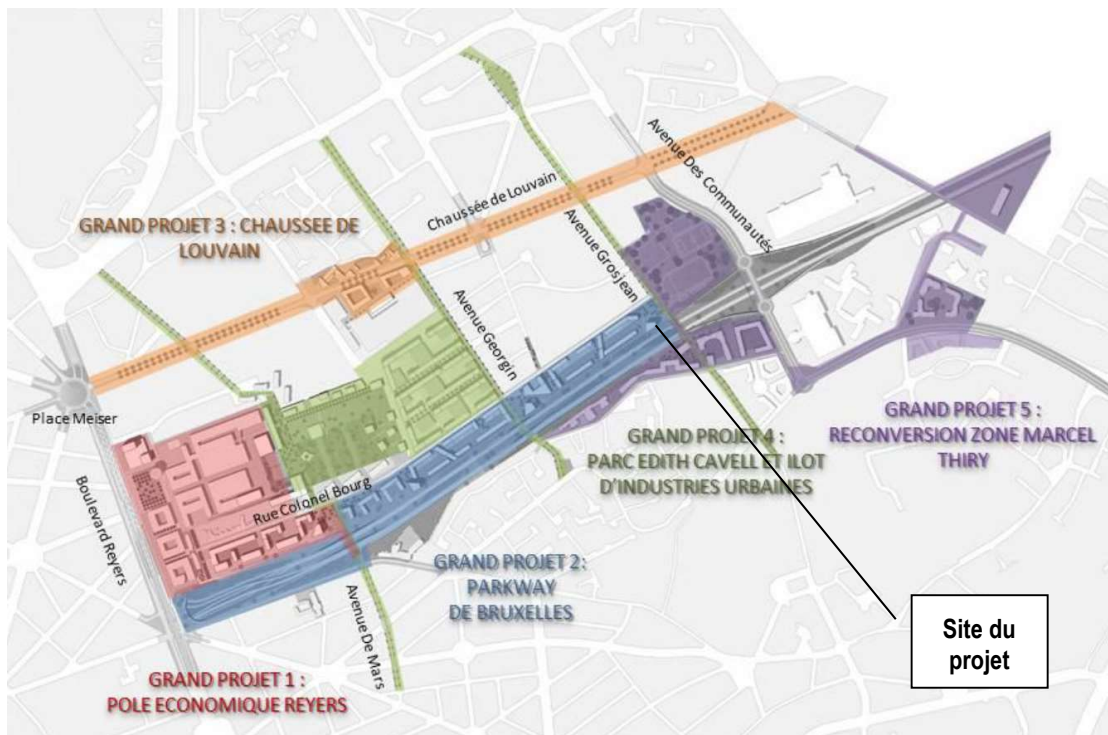 Avenue Des Communautés
Chaussée de Louvain
GRAND PROJET 3 : CHAUSSEE DE
LOUVAIN
Avenue Grosjean
Avenue Georgin
Place Meiser
GRAND PROJET 5 :
RECONVERSION ZONE MARCEL
THIRY
GRAND PROJET 4 :
PARC EDITH CAVELL ET ILOT
D'INDUSTRIES URBAINES
Rue Colonel Bourg
Boulevard Reyers
GRAND PROJET 2 :
PARKWAY
DE BRUXELLES
Avenue De Mars
Site du
projet
GRAND PROJET 1 :
POLE ECONOMIQUE REYERS